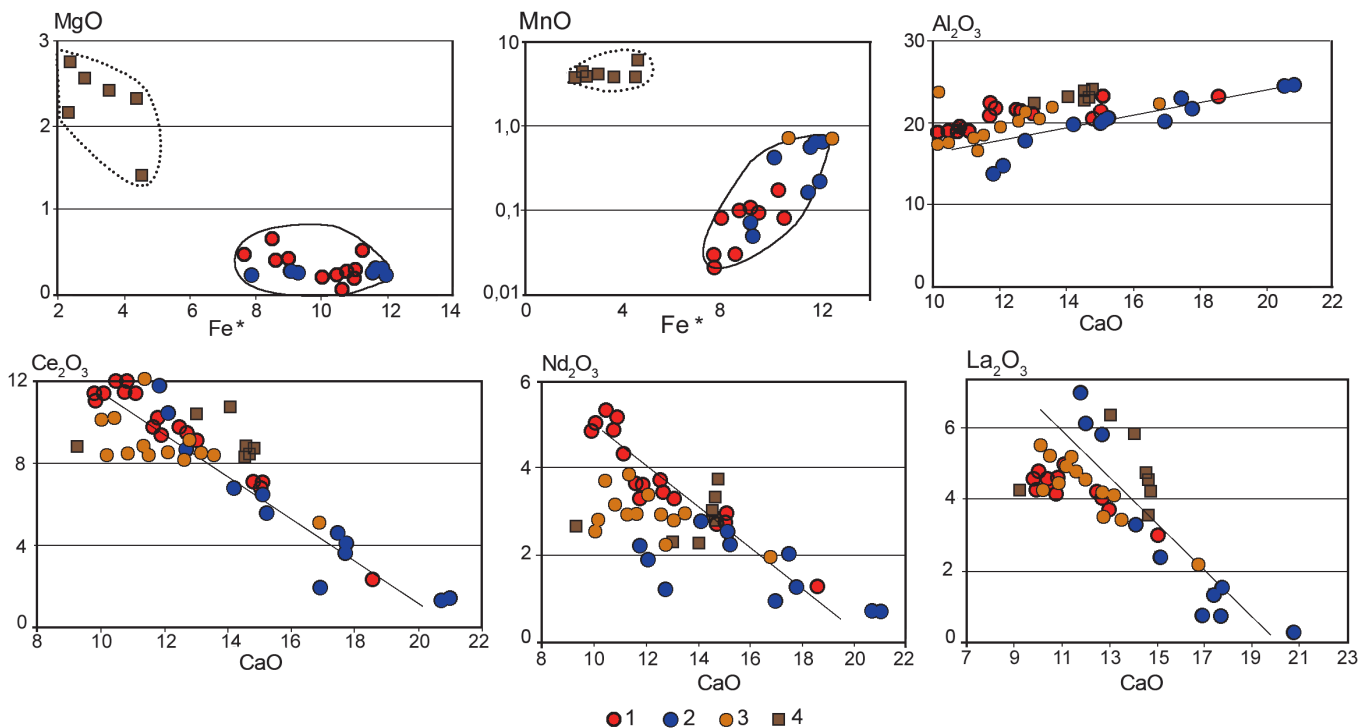 MgO
3
2
1
0
2 4 6 8 10 12 14
Fe*
MnO
10,0
1,0
0,1
0,01
0 4 8 12
Fe *
Al₂O₃
30
20
10
0
10 12 14 16 18 20 22
CaO
Ce₂O₃
12
8
4
0
8 10 12 14 16 18 20 22
CaO
Nd₂O₃
6
4
2
0
8 10 12 14 16 18 20 22
CaO
La₂O₃
6
4
2
0
7 9 11 13 15 17 19 21 23
CaO
1 2 3 4